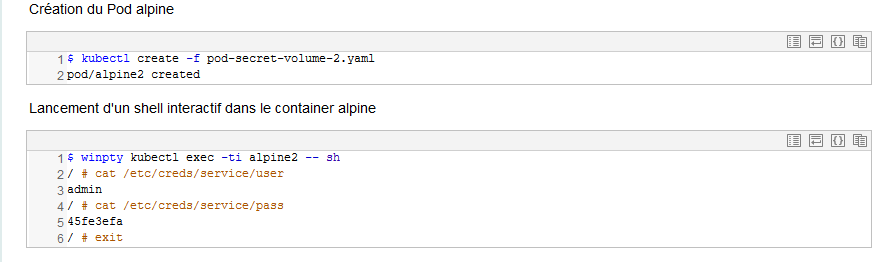 Création du Pod alpine
1 $ kubectl create -f pod-secret-volume-2.yaml
2 pod/alpine2 created
Lancement d'un shell interactif dans le container alpine
1 $ winpty kubectl exec -ti alpine2 -- sh
2 / # cat /etc/creds/service/user
3 admin
4 / # cat /etc/creds/service/pass
5 45fe3efa
6 / # exit